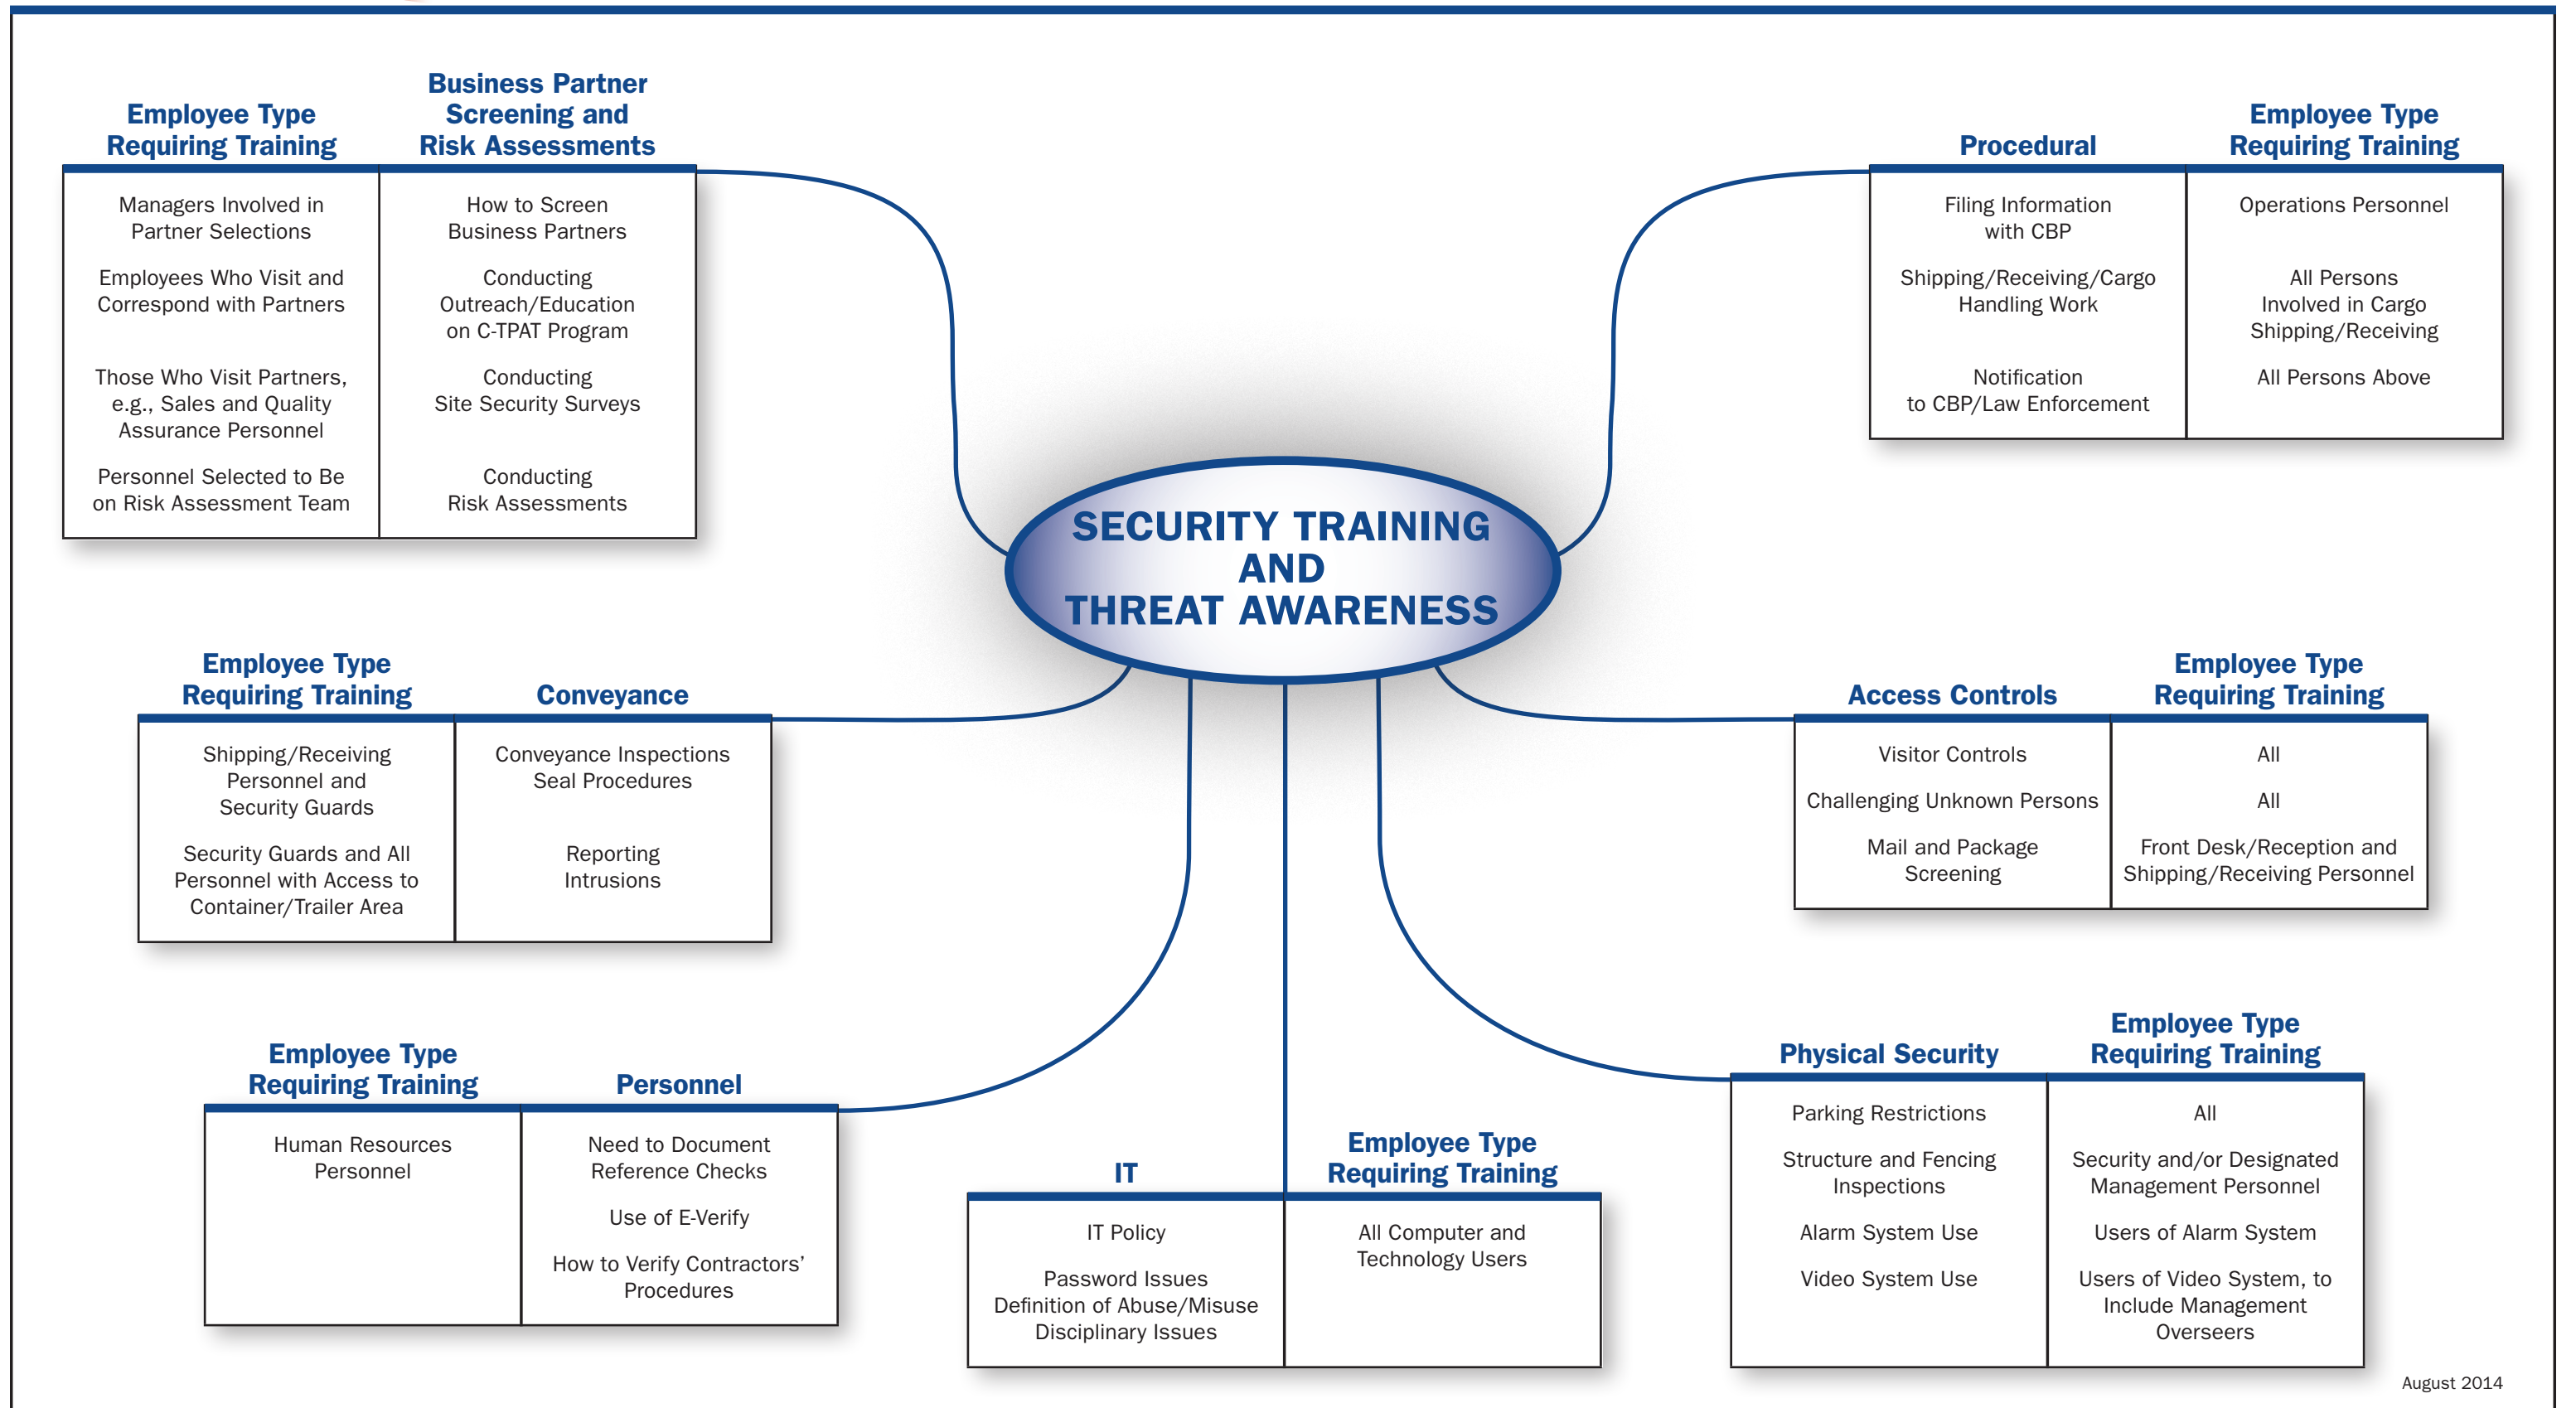 Employee Type
Requiring Training
Business Partner
Screening and
Risk Assessments
Managers Involved in
Partner Selections
How to Screen
Business Partners
Employees Who Visit and
Correspond with Partners
Conducting
Outreach/Education
on C-TPAT Program
Those Who Visit Partners,
e.g., Sales and Quality
Assurance Personnel
Conducting
Site Security Surveys
Personnel Selected to Be
on Risk Assessment Team
Conducting
Risk Assessments
Procedural
Employee Type
Requiring Training
Filing Information
with CBP
Operations Personnel
Shipping/Receiving/Cargo
Handling Work
All Persons
Involved in Cargo
Shipping/Receiving
Notification
to CBP/Law Enforcement
All Persons Above
SECURITY TRAINING
AND
THREAT AWARENESS
Employee Type
Requiring Training
Conveyance
Shipping/Receiving
Personnel and
Security Guards
Conveyance Inspections
Seal Procedures
Security Guards and All
Personnel with Access to
Container/Trailer Area
Reporting
Intrusions
Access Controls
Employee Type
Requiring Training
Visitor Controls
All
Challenging Unknown Persons
All
Mail and Package
Screening
Front Desk/Reception and
Shipping/Receiving Personnel
Employee Type
Requiring Training
Personnel
Human Resources
Personnel
Need to Document
Reference Checks
Use of E-Verify
How to Verify Contractors’
Procedures
IT
Employee Type
Requiring Training
IT Policy
All Computer and
Technology Users
Password Issues
Definition of Abuse/Misuse
Disciplinary Issues
Physical Security
Employee Type
Requiring Training
Parking Restrictions
All
Structure and Fencing
Inspections
Security and/or Designated
Management Personnel
Alarm System Use
Users of Alarm System
Video System Use
Users of Video System, to
Include Management
Overseers
August 2014